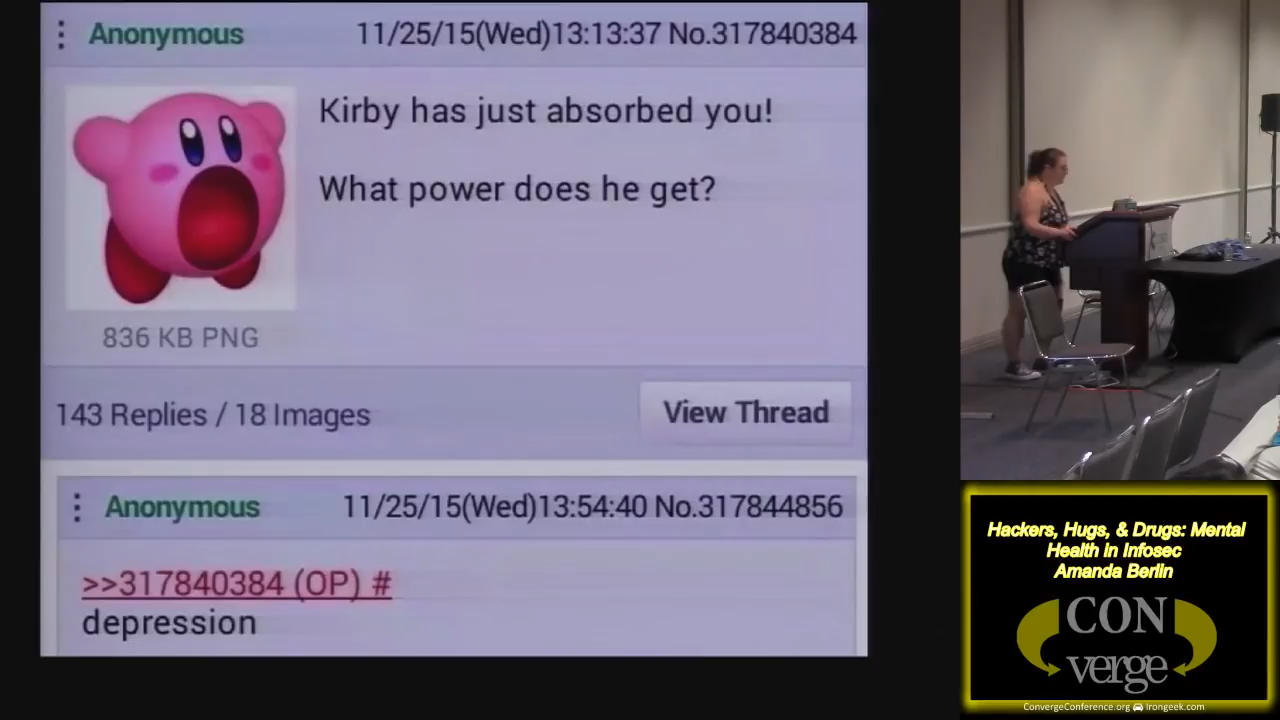 Anonymous 11/25/15(Wed)13:13:37 No.317840384
Kirby has just absorbed you!
What power does he get?
836 KB PNG
143 Replies / 18 Images
View Thread
Anonymous 11/25/15(Wed)13:54:40 No.317844856
>>317840384 (OP) #
depression
Hackers, Hugs, & Drugs: Mental
Health in Infosec
Amanda Berlin
CON
verge
ConvergeConference.org Irongeek.com